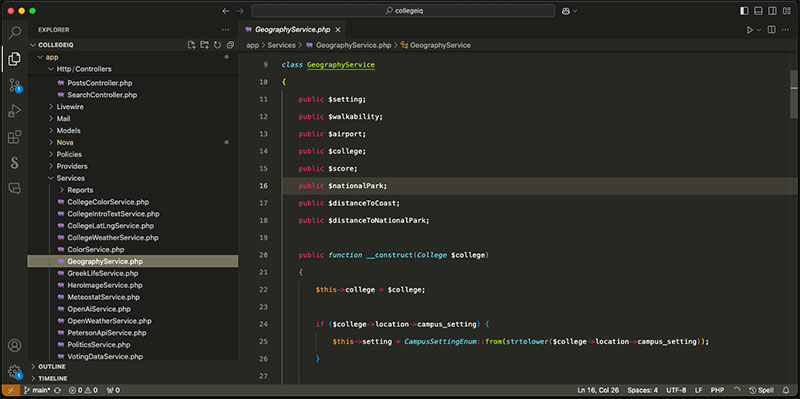 collegeiq
EXPLORER
...
COLLEGEIQ
app
Http / Controllers
PostsController.php
SearchController.php
Livewire
Mail
Models
Nova
Policies
Providers
Services
Reports
CollegeColorService.php
CollegeIntroTextService.php
CollegeLatLngService.php
CollegeWeatherService.php
ColorService.php
GeographyService.php
GreekLifeService.php
HeroImageService.php
MeteostatService.php
OpenAiService.php
OpenWeatherService.php
PetersonApiService.php
PoliticsService.php
VotingDataService.php
OUTLINE
TIMELINE
1
1
GeographyService.php
app > Services > GeographyService.php > GeographyService
9 class GeographyService
10 {
11 public $setting;
12 public $walkability;
13 public $airport;
14 public $college;
15 public $score;
16 public $nationalPark;
17 public $distanceToCoast;
18 public $distanceToNationalPark;
19
20 public function __construct(College $college)
21 {
22 $this->college = $college;
23
24 if ($college->location->campus_setting) {
25 $this->setting = CampusSettingEnum::from(strtolower($college->location->campus_setting));
26 }
27
main* 0 0 0 Ln 16, Col 26 Spaces: 4 UTF-8 LF PHP Spell